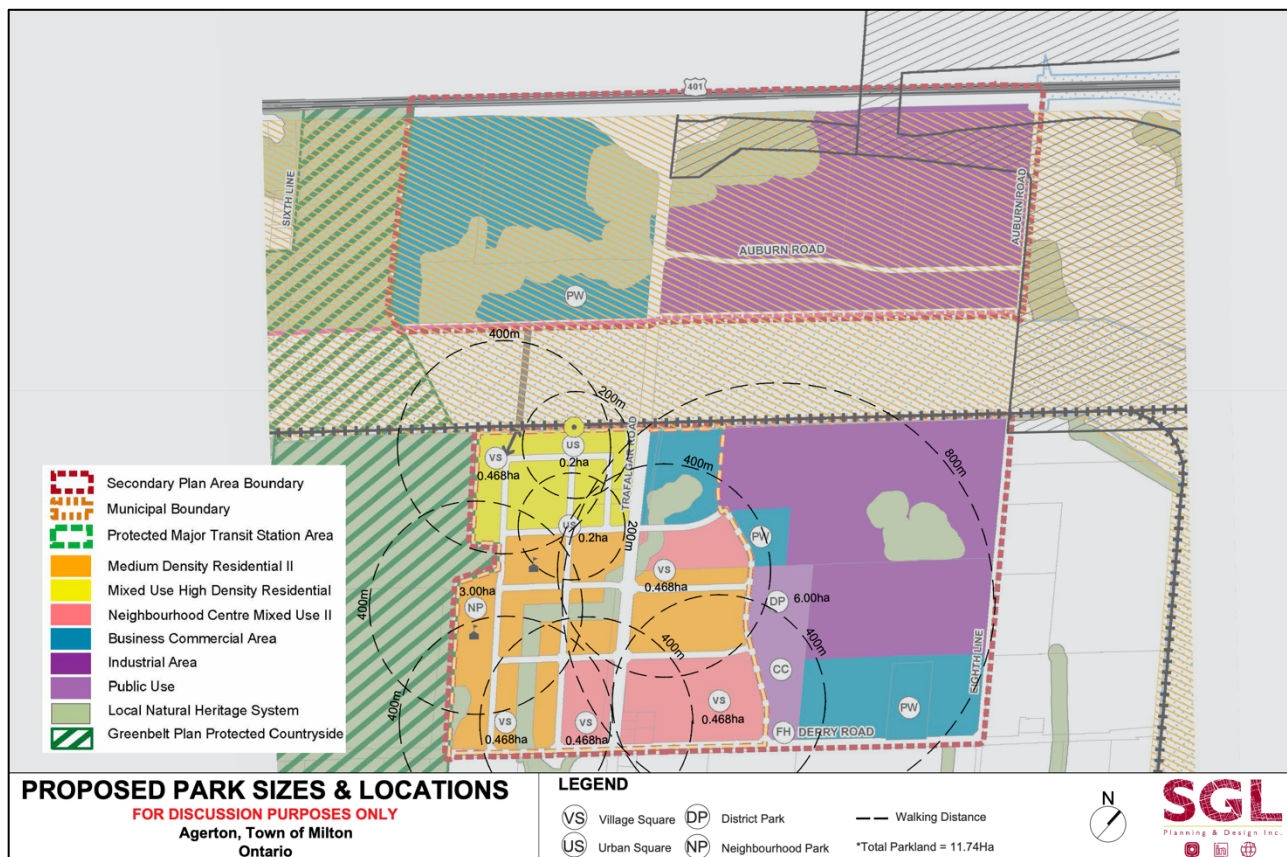 401
SIXTH LINE
AUBURN ROAD
AUBURN ROAD
PW
400m
200m
TRAFALGAR ROAD
US
VS
0.2ha
0.468ha
400m
800m
US
0.2ha
200m
PW
VS
0.468ha
3.00ha
NP
DP
6.00ha
400m
400m
400m
CC
EIGHTH LINE
VS
0.468ha
PW
400m
VS
0.468ha
VS
0.468ha
FH
DERRY ROAD
Secondary Plan Area Boundary
Municipal Boundary
Protected Major Transit Station Area
Medium Density Residential II
Mixed Use High Density Residential
Neighbourhood Centre Mixed Use II
Business Commercial Area
Industrial Area
Public Use
Local Natural Heritage System
Greenbelt Plan Protected Countryside
PROPOSED PARK SIZES & LOCATIONS
FOR DISCUSSION PURPOSES ONLY
Agerton, Town of Milton
Ontario
LEGEND
VS Village Square DP District Park Walking Distance
US Urban Square NP Neighbourhood Park *Total Parkland = 11.74Ha
N
SGL
Planning & Design Inc.